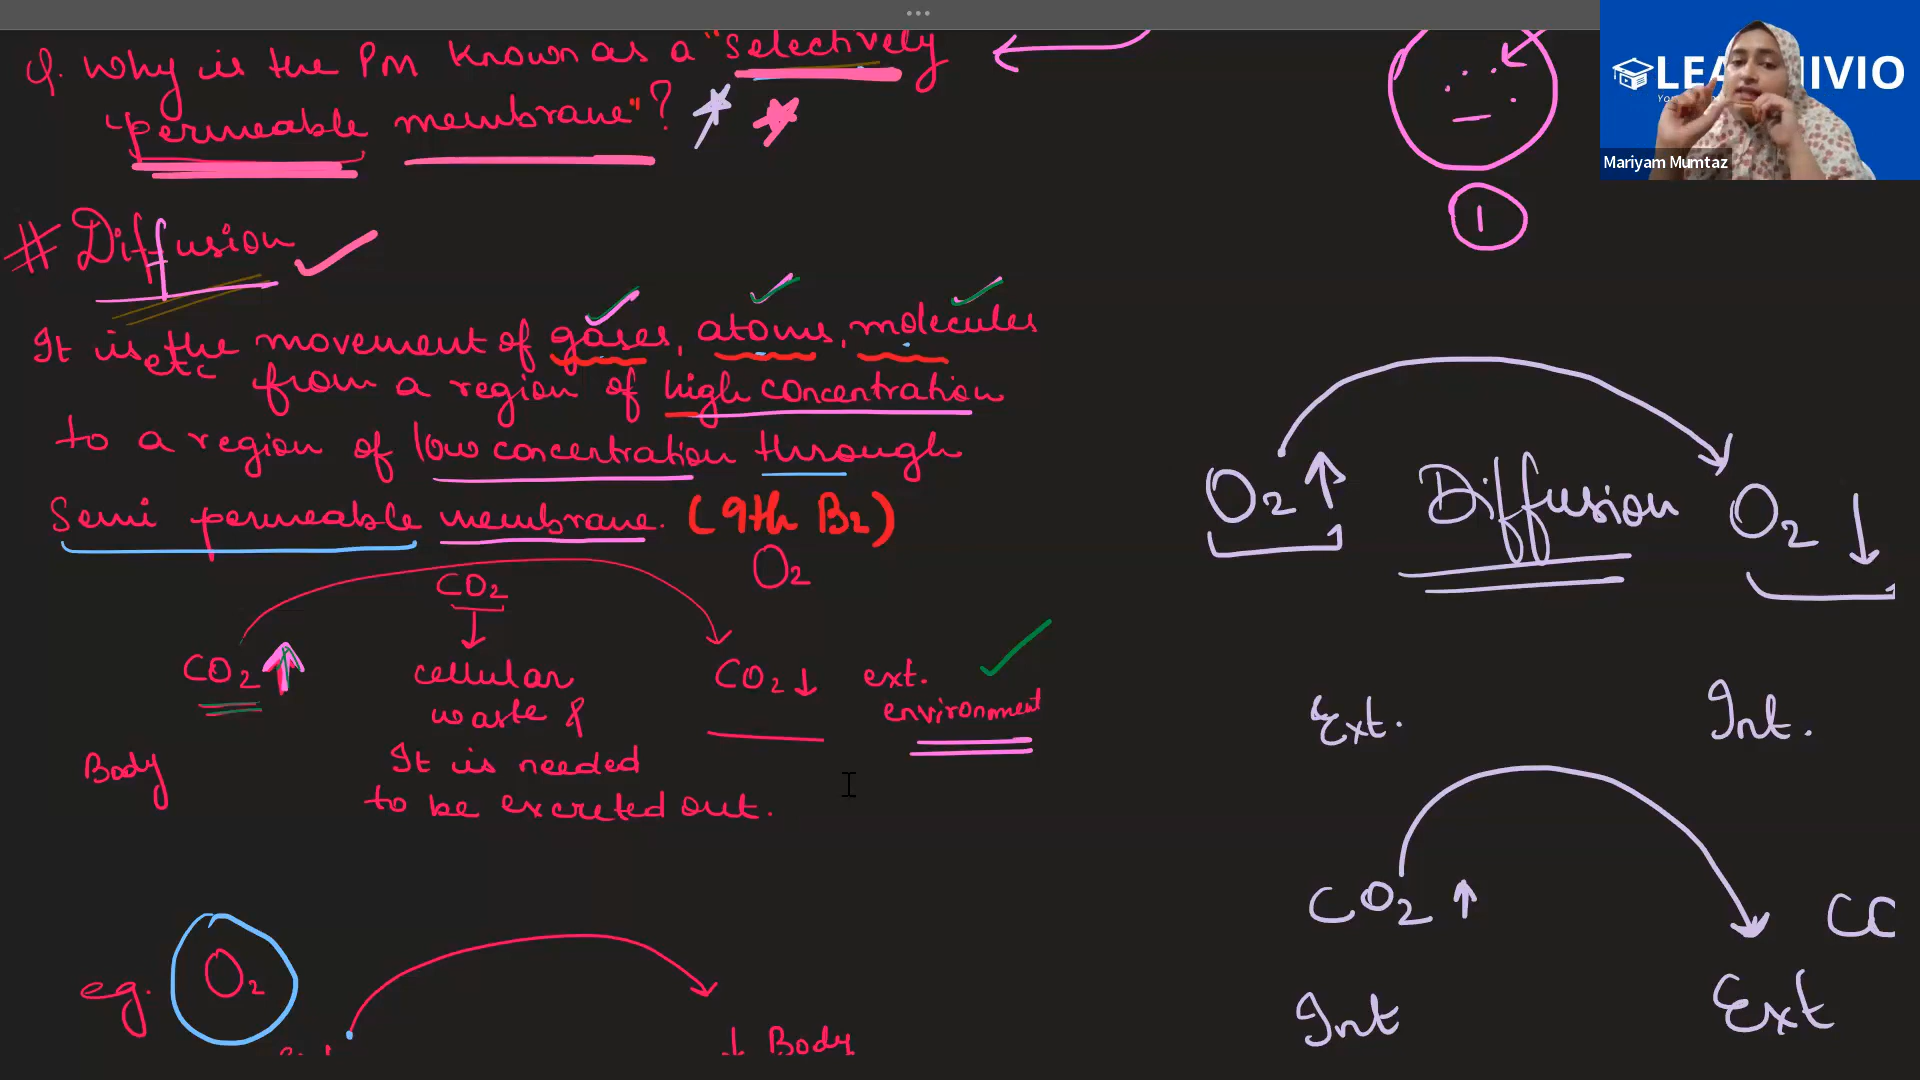 Q. Why is the PM known as a "selectively
permeable membrane"?
# Diffusion
It is the movement of gases, atoms, molecules
etc from a region of high concentration
to a region of low concentration through
Semi permeable membrane. (9th B2)
O2
CO2
CO2 ↑
cellular
waste &
It is needed
to be excreted out.
CO2 ↓ ext.
environment
Body
eg. O2
↓ Body
1
O2 ↑ Diffusion O2 ↓
Ext. Int.
CO2 ↑
Int Ext
Mariyam Mumtaz